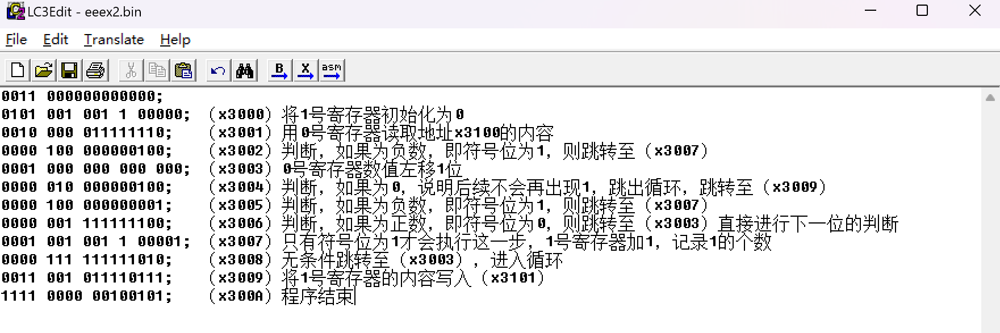 LC3Edit - eeex2.bin
File Edit Translate Help
B X asm
0011 000000000000;
0101 001 001 1 00000; （x3000）将1号寄存器初始化为0
0010 000 011111110; （x3001）用0号寄存器读取地址x3100的内容
0000 100 000000100; （x3002）判断，如果为负数，即符号位为1，则跳转至（x3007）
0001 000 000 000 000; （x3003）0号寄存器数值左移1位
0000 010 000000100; （x3004）判断，如果为0，说明后续不会再出现1，跳出循环，跳转至（x3009）
0000 100 000000001; （x3005）判断，如果为负数，即符号位为1，则跳转至（x3007）
0000 001 111111100; （x3006）判断，如果为正数，即符号位为0，则跳转至（x3003）直接进行下一位的判断
0001 001 001 1 00001; （x3007）只有符号位为1才会执行这一步，1号寄存器加1，记录1的个数
0000 111 111111010; （x3008）无条件跳转至（x3003），进入循环
0011 001 011110111; （x3009）将1号寄存器的内容写入（x3101）
1111 0000 00100101; （x300A）程序结束